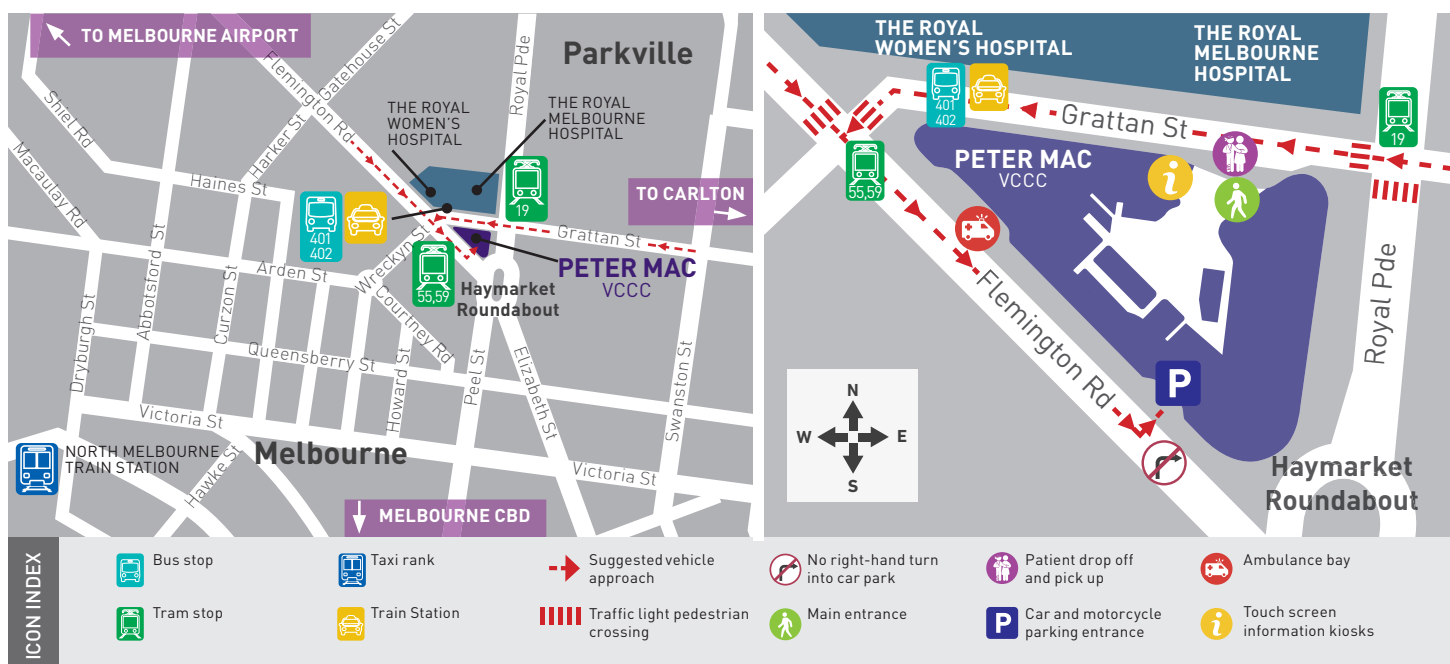 TO MELBOURNE AIRPORT
Parkville
Flemington Rd
Gatehouse St
Royal Pde
THE ROYAL
WOMEN'S
HOSPITAL
THE ROYAL
MELBOURNE
HOSPITAL
Shiel Rd
Harker St
Macaulay Rd
Haines St
401
402
19
TO CARLTON
Grattan St
Wreckyn St
PETER MAC
VCCC
55,59
Haymarket
Roundabout
Arden St
Courtney Rd
Abbotsford St
Curzon St
Dryburgh St
Queensberry St
Howard St
Peel St
Elizabeth St
Swanston St
Victoria St
Melbourne
NORTH MELBOURNE
TRAIN STATION
Hawke St
Victoria St
MELBOURNE CBD
THE ROYAL
WOMEN'S HOSPITAL
THE ROYAL
MELBOURNE
HOSPITAL
401
402
Grattan St
19
55,59
PETER MAC
VCCC
i
Flemington Rd
Royal Pde
P
N
W
E
S
Haymarket
Roundabout
ICON INDEX
Bus stop
Tram stop
Taxi rank
Train Station
Suggested vehicle
approach
Traffic light pedestrian
crossing
No right-hand turn
into car park
Main entrance
Patient drop off
and pick up
P
Car and motorcycle
parking entrance
Ambulance bay
i
Touch screen
information kiosks